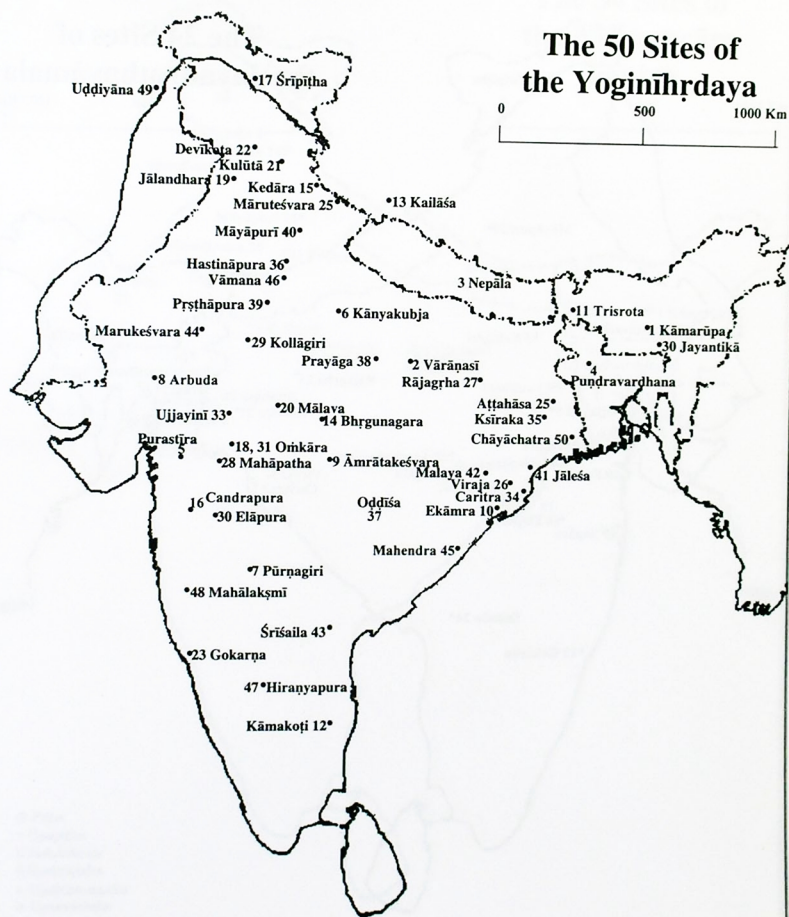 The 50 Sites of
the Yoginīhṛdaya
0 500 1000 Km
17 Śrīpīṭha
Uḍḍiyāna 49
Devīkoṭa 22
Kulūtā 21
Jālandhara 19
Kedāra 15
Māruteśvara 25
13 Kailāśa
Māyāpurī 40
Hastināpura 36
Vāmana 46
3 Nepāla
Pṛṣṭhāpura 39
6 Kānyakubja
11 Trisrota
Marukeśvara 44
1 Kāmarūpa
29 Kollāgiri
30 Jayantikā
Prayāga 38
2 Vārāṇasī
4
Puṇḍravardhana
Rājagṛha 27
8 Arbuda
20 Mālava
Aṭṭahāsa 25
Ujjayinī 33
14 Bhṛgunagara
Kṣīraka 35
Chāyāchatra 50
Purastīra
5
18, 31 Oṁkāra
28 Mahāpatha
9 Āmrātakeśvara
Malaya 42
41 Jāleśa
Viraja 26
Caritra 34
Candrapura
16
30 Elāpura
Oḍḍīśa
37
Ekāmra 10
Mahendra 45
7 Pūrṇagiri
48 Mahālakṣmī
Śrīśaila 43
23 Gokarṇa
47 Hiraṇyapura
Kāmakoṭi 12